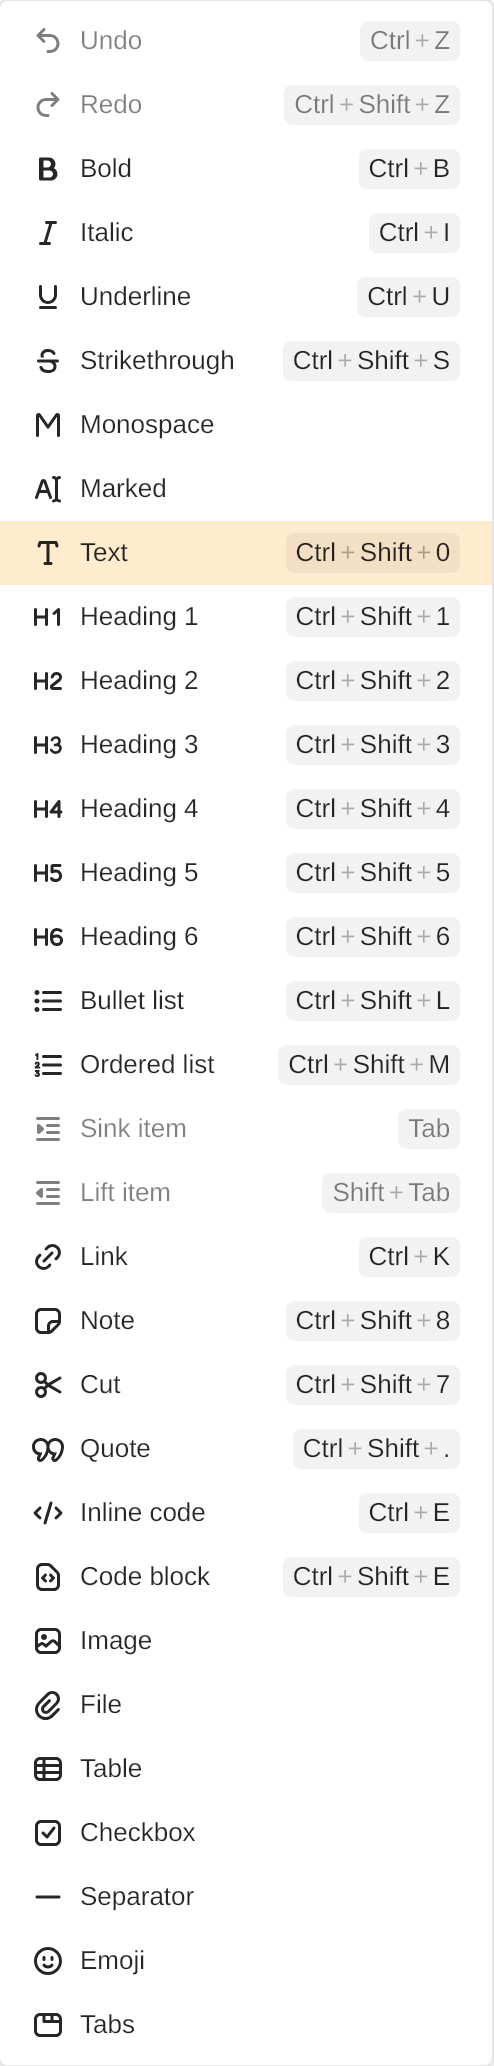 Undo Ctrl + Z
Redo Ctrl + Shift + Z
B Bold Ctrl + B
I Italic Ctrl + I
U Underline Ctrl + U
S Strikethrough Ctrl + Shift + S
M Monospace
A Marked
T Text Ctrl + Shift + 0
H1 Heading 1 Ctrl + Shift + 1
H2 Heading 2 Ctrl + Shift + 2
H3 Heading 3 Ctrl + Shift + 3
H4 Heading 4 Ctrl + Shift + 4
H5 Heading 5 Ctrl + Shift + 5
H6 Heading 6 Ctrl + Shift + 6
Bullet list Ctrl + Shift + L
Ordered list Ctrl + Shift + M
Sink item Tab
Lift item Shift + Tab
Link Ctrl + K
Note Ctrl + Shift + 8
Cut Ctrl + Shift + 7
Quote Ctrl + Shift + .
</> Inline code Ctrl + E
Code block Ctrl + Shift + E
Image
File
Table
Checkbox
Separator
Emoji
Tabs